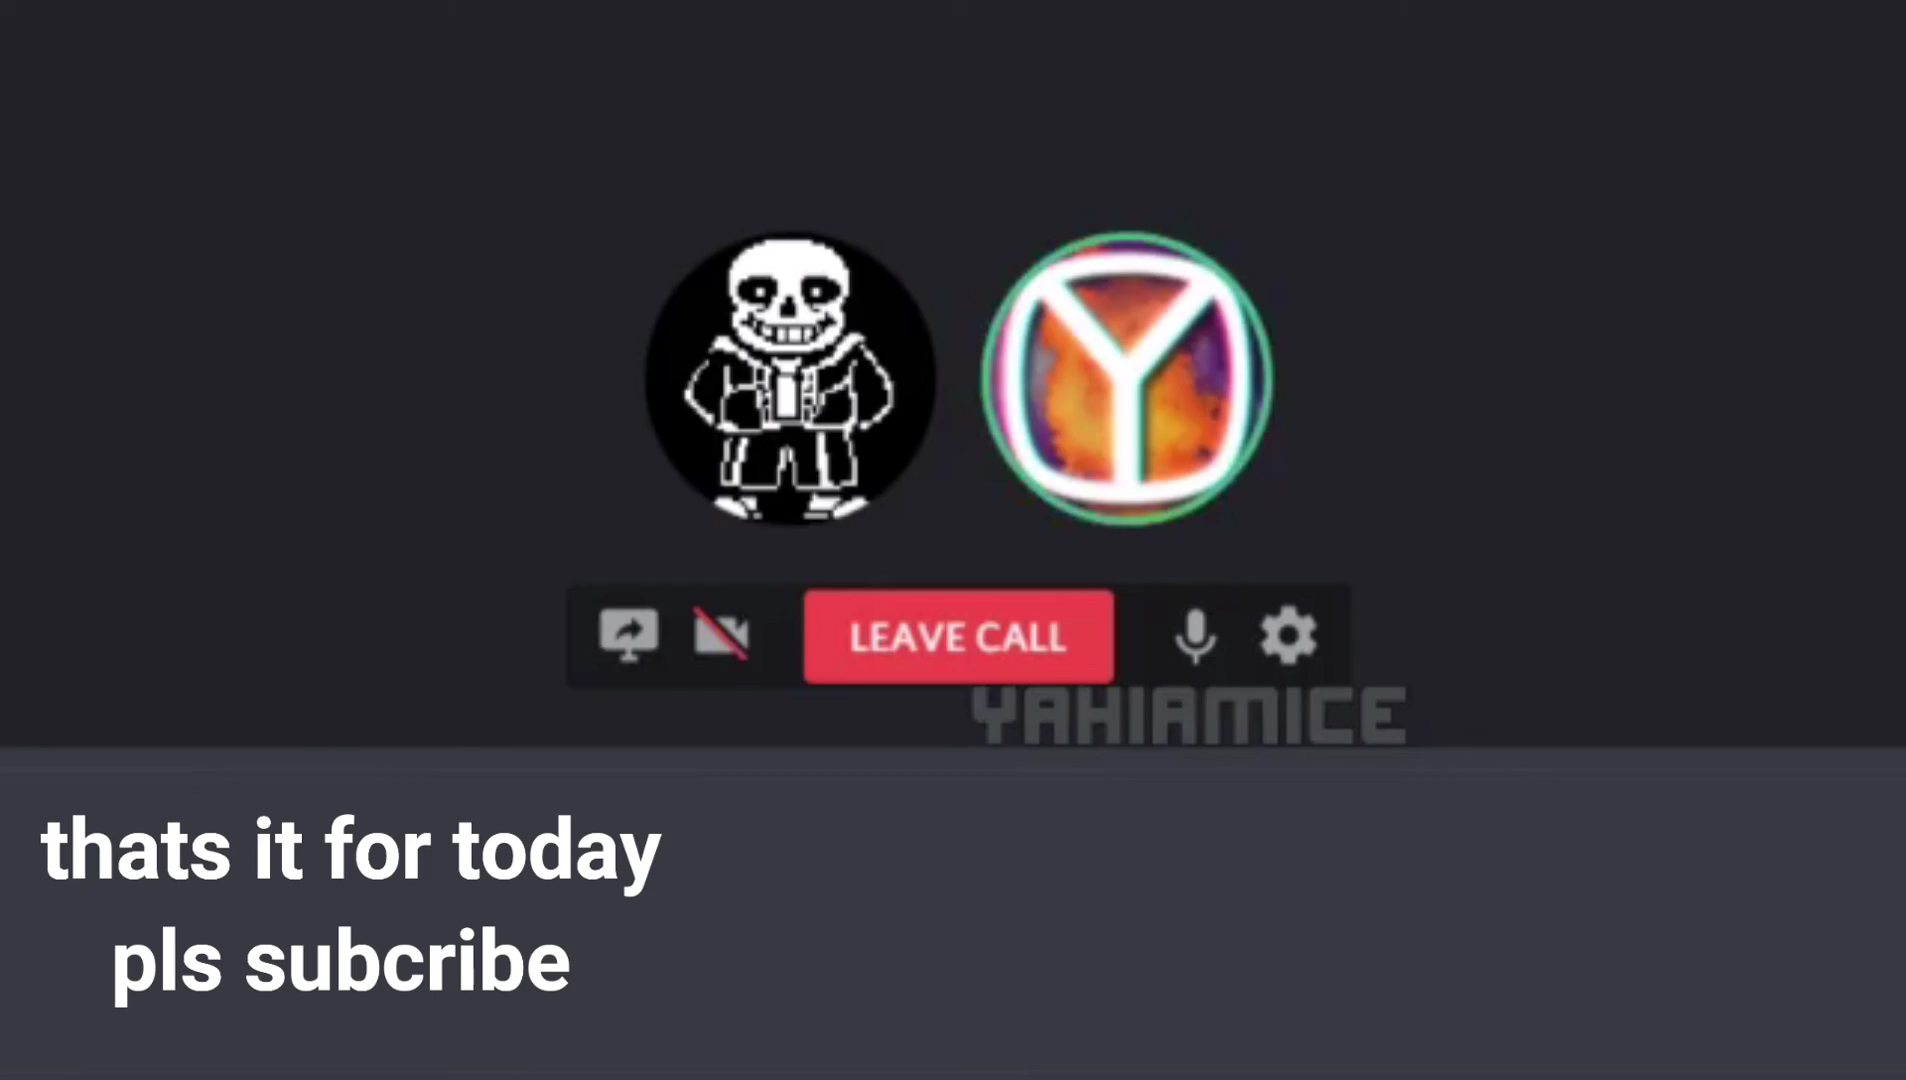 Y
LEAVE CALL
YAHIAMICE
thats it for today
pls subcribe